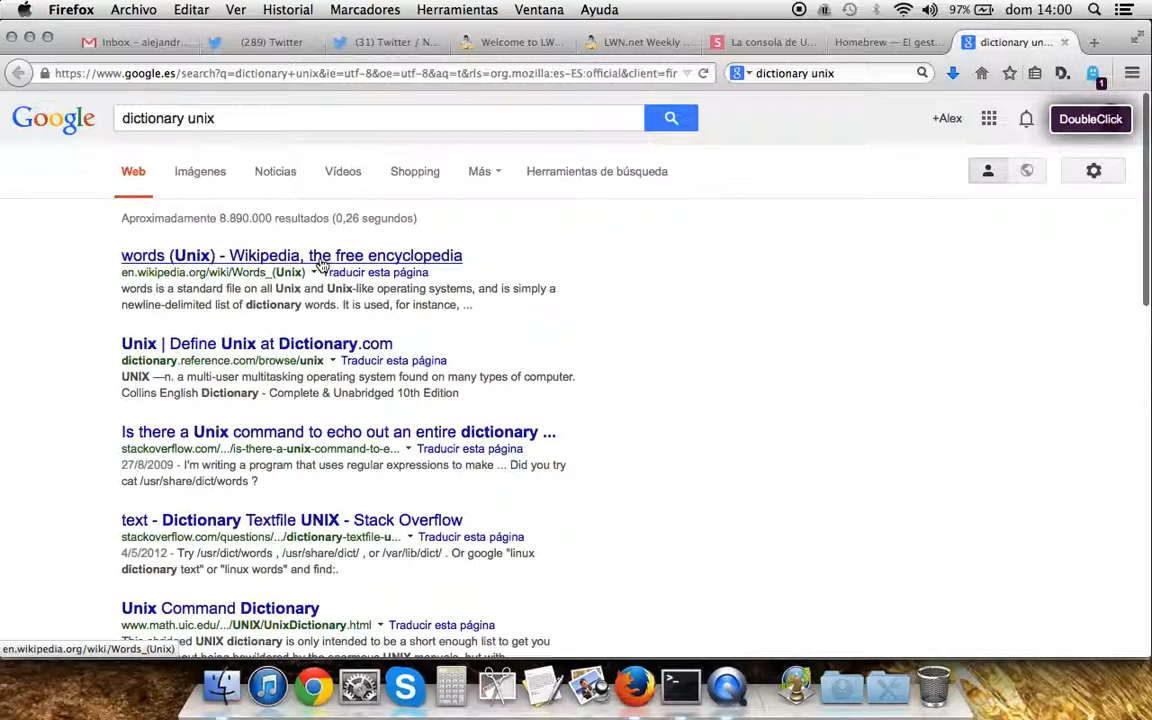 Firefox Archivo Editar Ver Historial Marcadores Herramientas Ventana Ayuda 97% dom 14:00
Inbox – alejandr... (289) Twitter (31) Twitter / N... Welcome to LW... LWN.net Weekly ... La consola de U... Homebrew — El gest... dictionary un...
https://www.google.es/search?q=dictionary+unix&ie=utf-8&oe=utf-8&aq=t&rls=org.mozilla:es-ES:official&client=fir dictionary unix D. 1
Google dictionary unix +Alex DoubleClick
Web Imágenes Noticias Vídeos Shopping Más Herramientas de búsqueda
Aproximadamente 8.890.000 resultados (0,26 segundos)
words (Unix) - Wikipedia, the free encyclopedia
en.wikipedia.org/wiki/Words_(Unix) Traducir esta página
words is a standard file on all Unix and Unix-like operating systems, and is simply a
newline-delimited list of dictionary words. It is used, for instance, ...
Unix | Define Unix at Dictionary.com
dictionary.reference.com/browse/unix Traducir esta página
UNIX —n. a multi-user multitasking operating system found on many types of computer.
Collins English Dictionary - Complete & Unabridged 10th Edition
Is there a Unix command to echo out an entire dictionary ...
stackoverflow.com/.../is-there-a-unix-command-to-e... Traducir esta página
27/8/2009 - I'm writing a program that uses regular expressions to make ... Did you try
cat /usr/share/dict/words ?
text - Dictionary Textfile UNIX - Stack Overflow
stackoverflow.com/questions/.../dictionary-textfile-u... Traducir esta página
4/5/2012 - Try /usr/dict/words , /usr/share/dict/ , or /var/lib/dict/ . Or google "linux
dictionary text" or "linux words" and find:.
Unix Command Dictionary
www.math.uic.edu/.../UNIX/UnixDictionary.html Traducir esta página
This abridged UNIX dictionary is only intended to be a short enough list to get you
en.wikipedia.org/wiki/Words_(Unix)